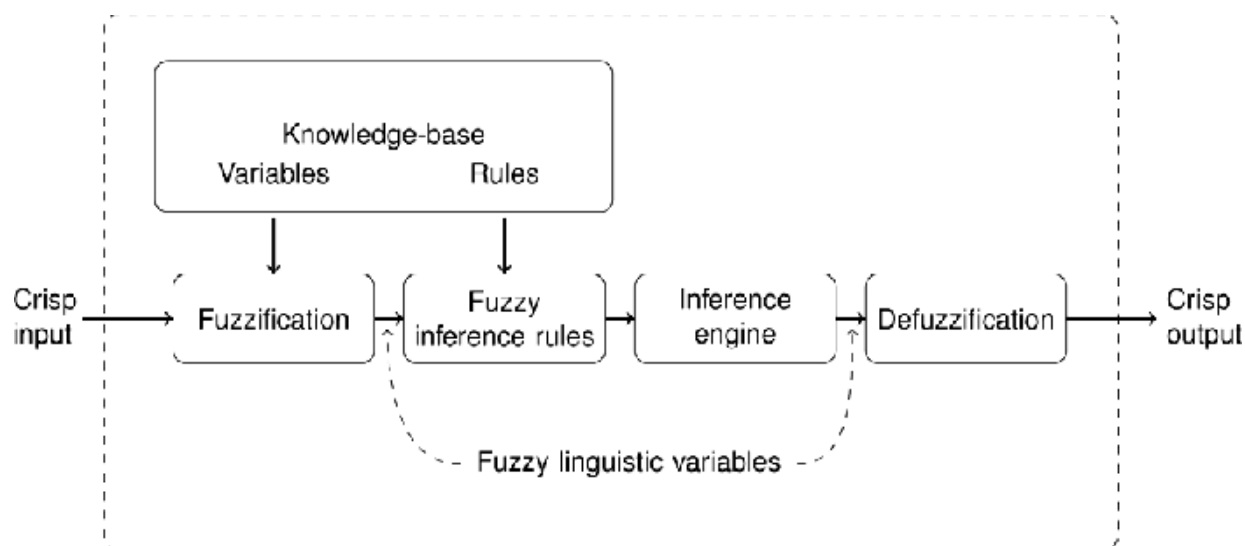 Knowledge-base
Variables Rules
Crisp
input
Fuzzification
Fuzzy
inference rules
Inference
engine
Defuzzification
Crisp
output
Fuzzy linguistic variables